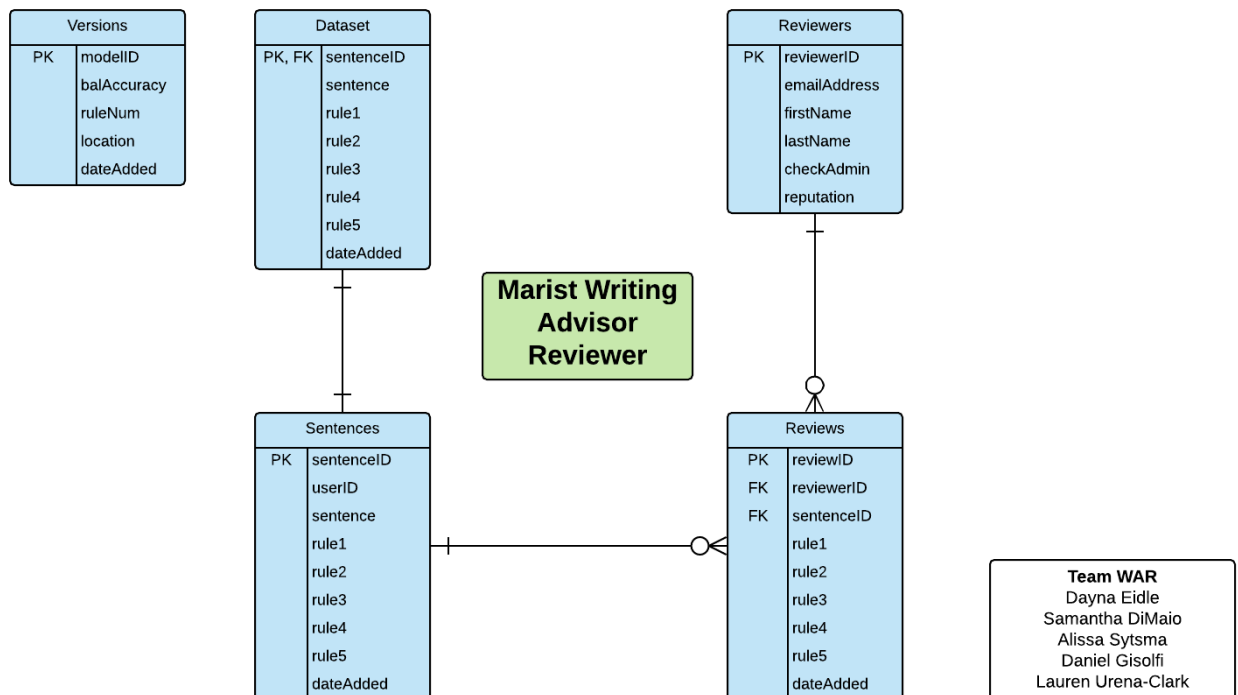 Versions
PK modelID
balAccuracy
ruleNum
location
dateAdded
Dataset
PK, FK sentenceID
sentence
rule1
rule2
rule3
rule4
rule5
dateAdded
Reviewers
PK reviewerID
emailAddress
firstName
lastName
checkAdmin
reputation
Marist Writing
Advisor
Reviewer
Sentences
PK sentenceID
userID
sentence
rule1
rule2
rule3
rule4
rule5
dateAdded
Reviews
PK reviewID
FK reviewerID
FK sentenceID
rule1
rule2
rule3
rule4
rule5
dateAdded
Team WAR
Dayna Eidle
Samantha DiMaio
Alissa Sytsma
Daniel Gisolfi
Lauren Urena-Clark